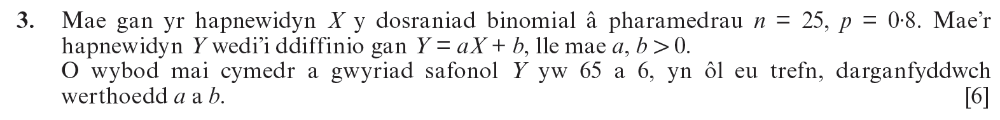 3. Mae gan yr hapnewidyn X y dosraniad binomial â pharamedrau n = 25, p = 0·8. Mae’r
hapnewidyn Y wedi’i ddiffinio gan Y = aX + b, lle mae a, b > 0.
O wybod mai cymedr a gwyriad safonol Y yw 65 a 6, yn ôl eu trefn, darganfyddwch
werthoedd a a b. [6]